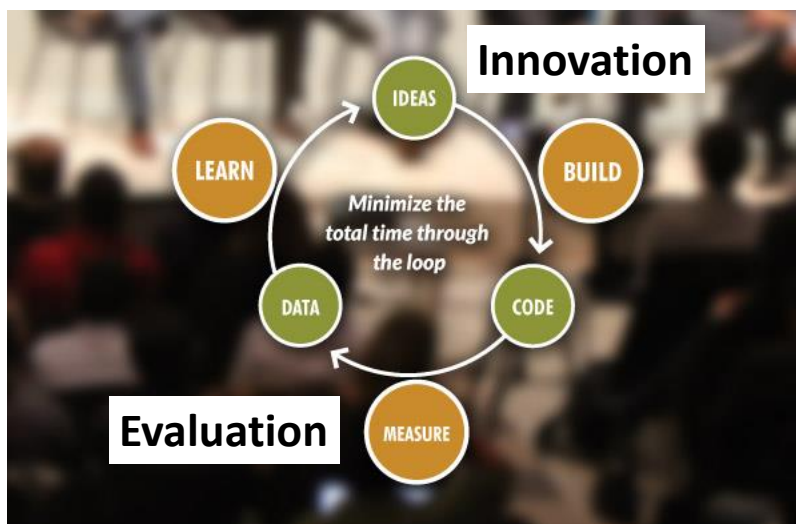 Innovation
IDEAS
LEARN
BUILD
Minimize the
total time through
the loop
DATA
CODE
Evaluation
MEASURE